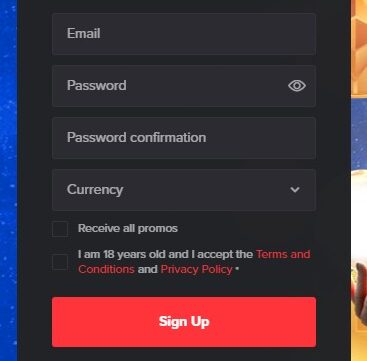 Email
Password
Password confirmation
Currency
Receive all promos
I am 18 years old and I accept the Terms and
Conditions and Privacy Policy *
Sign Up